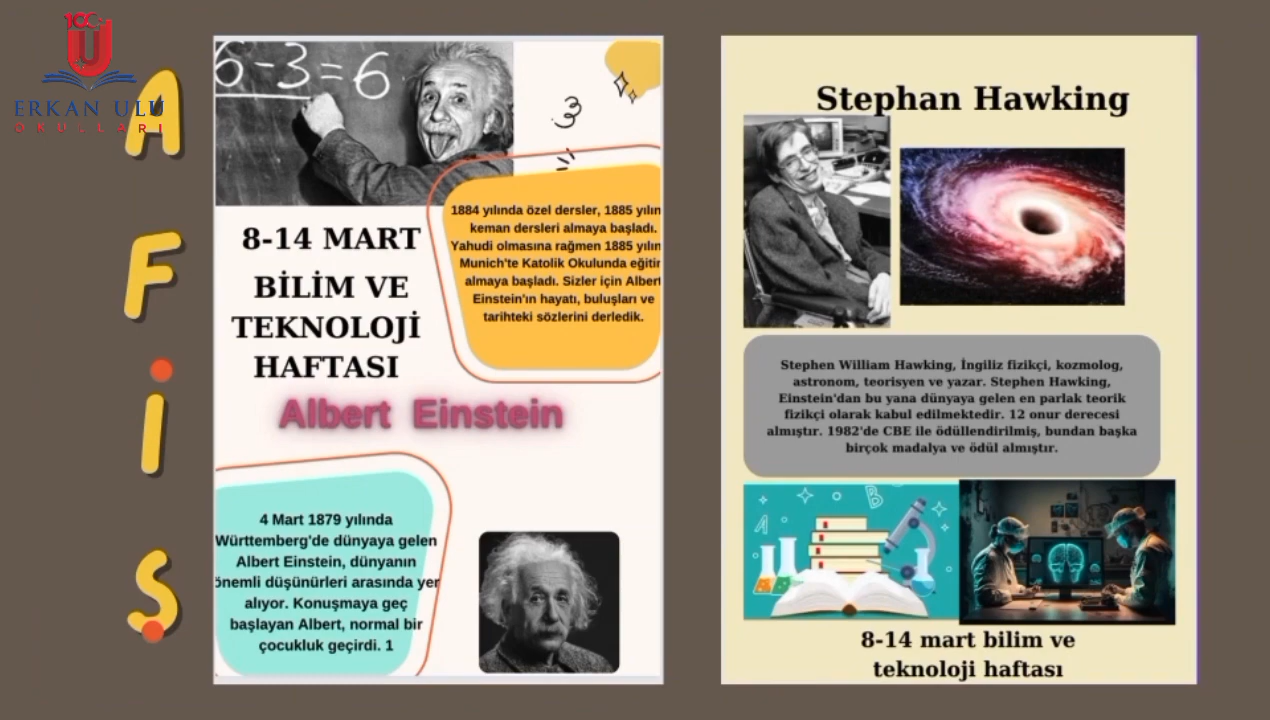 100
U
ERKAN ULU
OKULLARI
AFİŞ
6-3=6
8-14 MART
BİLİM VE
TEKNOLOJİ
HAFTASI
Albert Einstein
1884 yılında özel dersler, 1885 yılın
keman dersleri almaya başladı.
Yahudi olmasına rağmen 1885 yılın
Munich'te Katolik Okulunda eğitim
almaya başladı. Sizler için Albert
Einstein'ın hayatı, buluşları ve
tarihteki sözlerini derledik.
4 Mart 1879 yılında
Württemberg'de dünyaya gelen
Albert Einstein, dünyanın
önemli düşünürleri arasında yer
alıyor. Konuşmaya geç
başlayan Albert, normal bir
çocukluk geçirdi. 1
Stephan Hawking
Stephen William Hawking, İngiliz fizikçi, kozmolog,
astronom, teorisyen ve yazar. Stephen Hawking,
Einstein'dan bu yana dünyaya gelen en parlak teorik
fizikçi olarak kabul edilmektedir. 12 onur derecesi
almıştır. 1982'de CBE ile ödüllendirilmiş, bundan başka
birçok madalya ve ödül almıştır.
A
B
8-14 mart bilim ve
teknoloji haftası